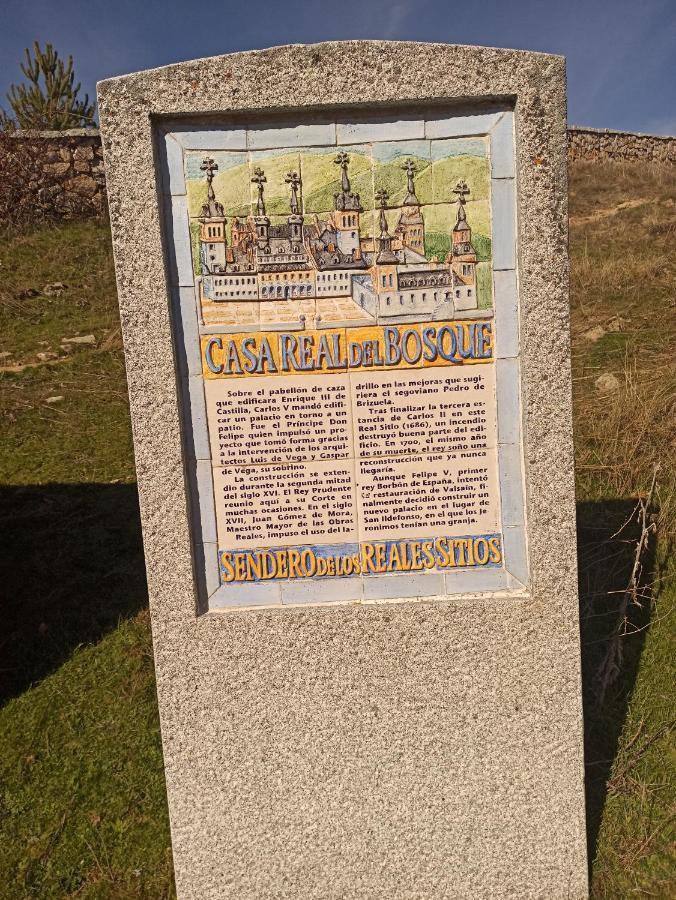 CASA REAL DEL BOSQUE
Sobre el pabellón de caza
que edificara Enrique III de
Castilla, Carlos V mandó edifi-
car un palacio en torno a un
patio. Fue el Príncipe Don
Felipe quien impulsó un pro-
yecto que tomó forma gracias
a la intervención de los arqui-
tectos Luis de Vega y Gaspar
de Vega, su sobrino.
La construcción se exten-
dió durante la segunda mitad
del siglo XVI. El Rey Prudente
reunio aquí a su Corte en
muchas ocasiones. En el siglo
XVII, Juan Gómez de Mora,
Maestro Mayor de las Obras
Reales, impuso el uso del la-
drillo en las mejoras que sugi-
riera el segoviano Pedro de
Brizuela.
Tras finalizar la tercera es-
tancia de Carlos II en este
Real Sitio (1686), un incendio
destruyó buena parte del edi-
ficio. En 1700, el mismo año
de su muerte, el rey soño una
reconstrucción que ya nunca
llegaría.
Aunque Felipe V, primer
rey Borbón de España, intentó
restauración de Valsaín, fi-
nalmente decidió construir un
nuevo palacio en el lugar de
San Ildefonso, en el que los Je-
ronimos tenían una granja.
SENDERO DE LOS REALES SITIOS